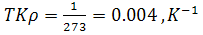 TKρ = 1/273 = 0.004 , K⁻¹